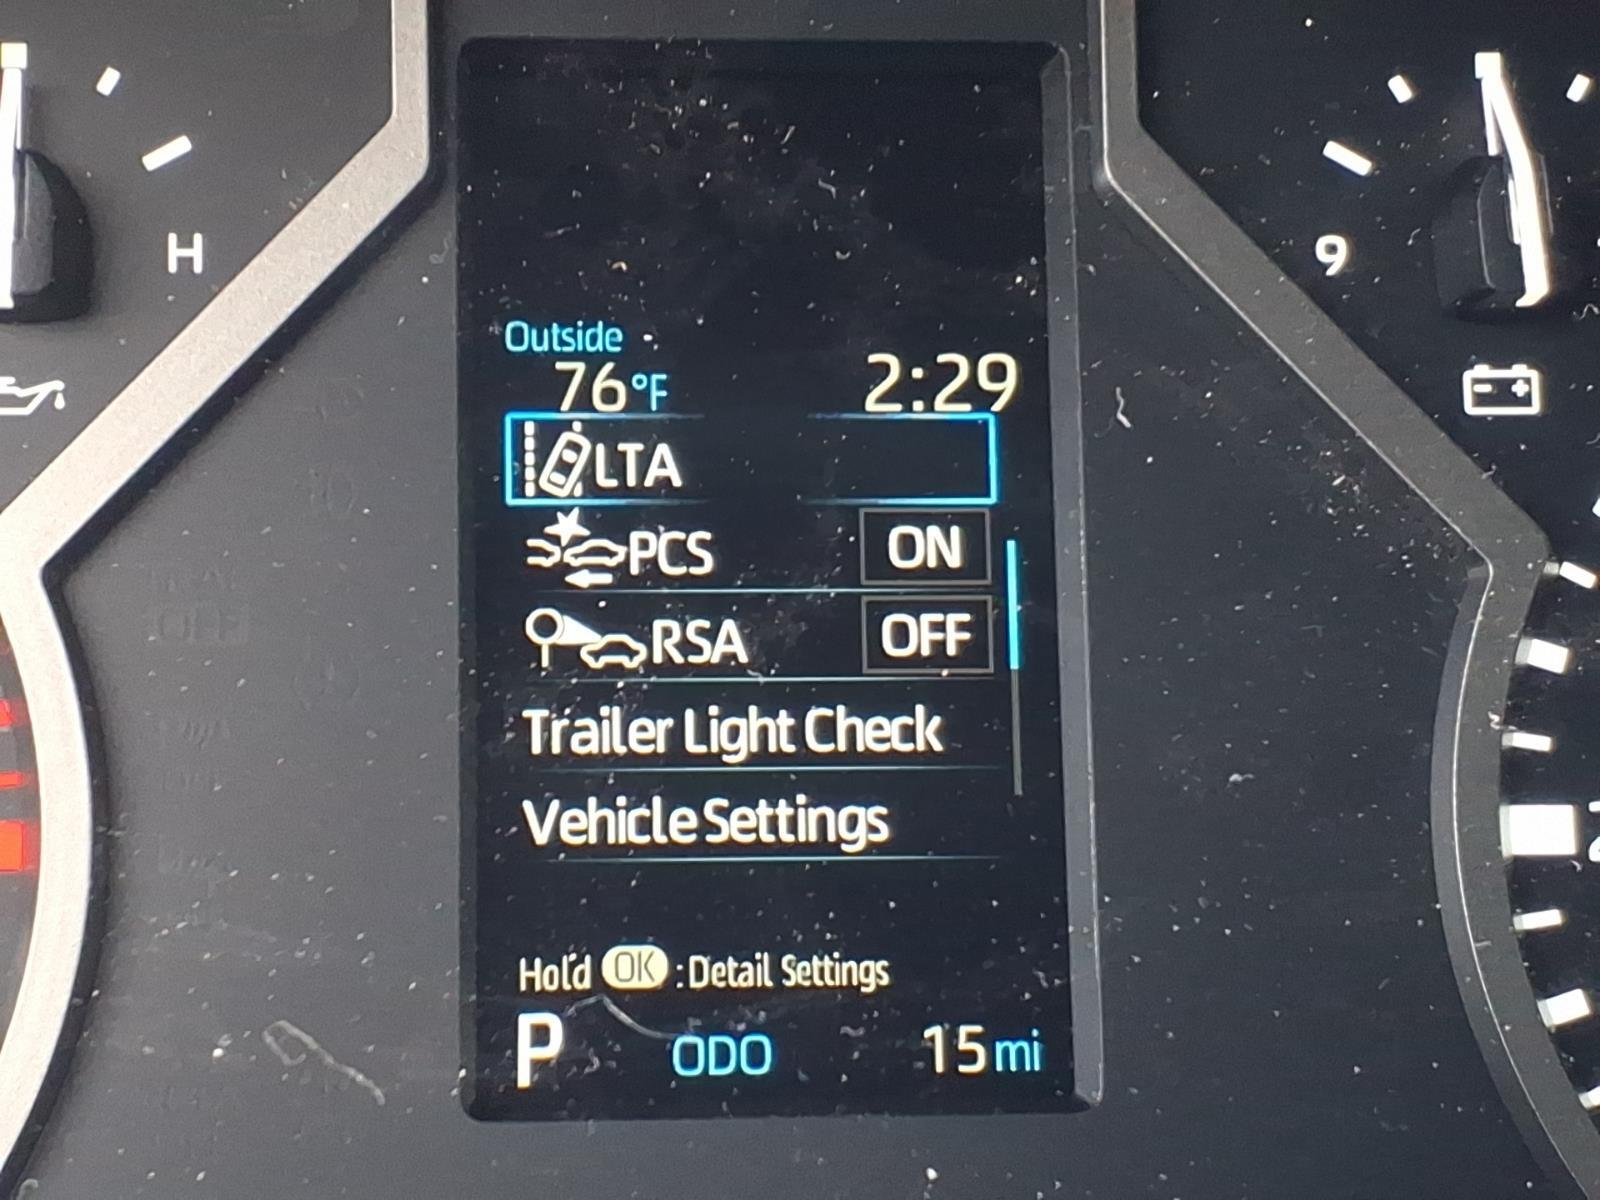 H
9
Outside
76°F 2:29
LTA
PCS ON
RSA OFF
Trailer Light Check
Vehicle Settings
Hold OK : Detail Settings
P ODO 15 mi
OFF